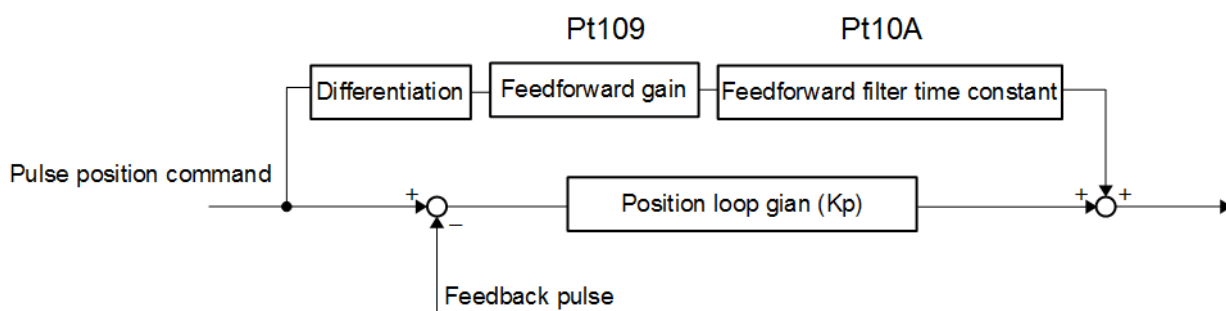 Pt109
Pt10A
Differentiation
Feedforward gain
Feedforward filter time constant
Pulse position command
+
−
Position loop gian (Kp)
+
+
Feedback pulse